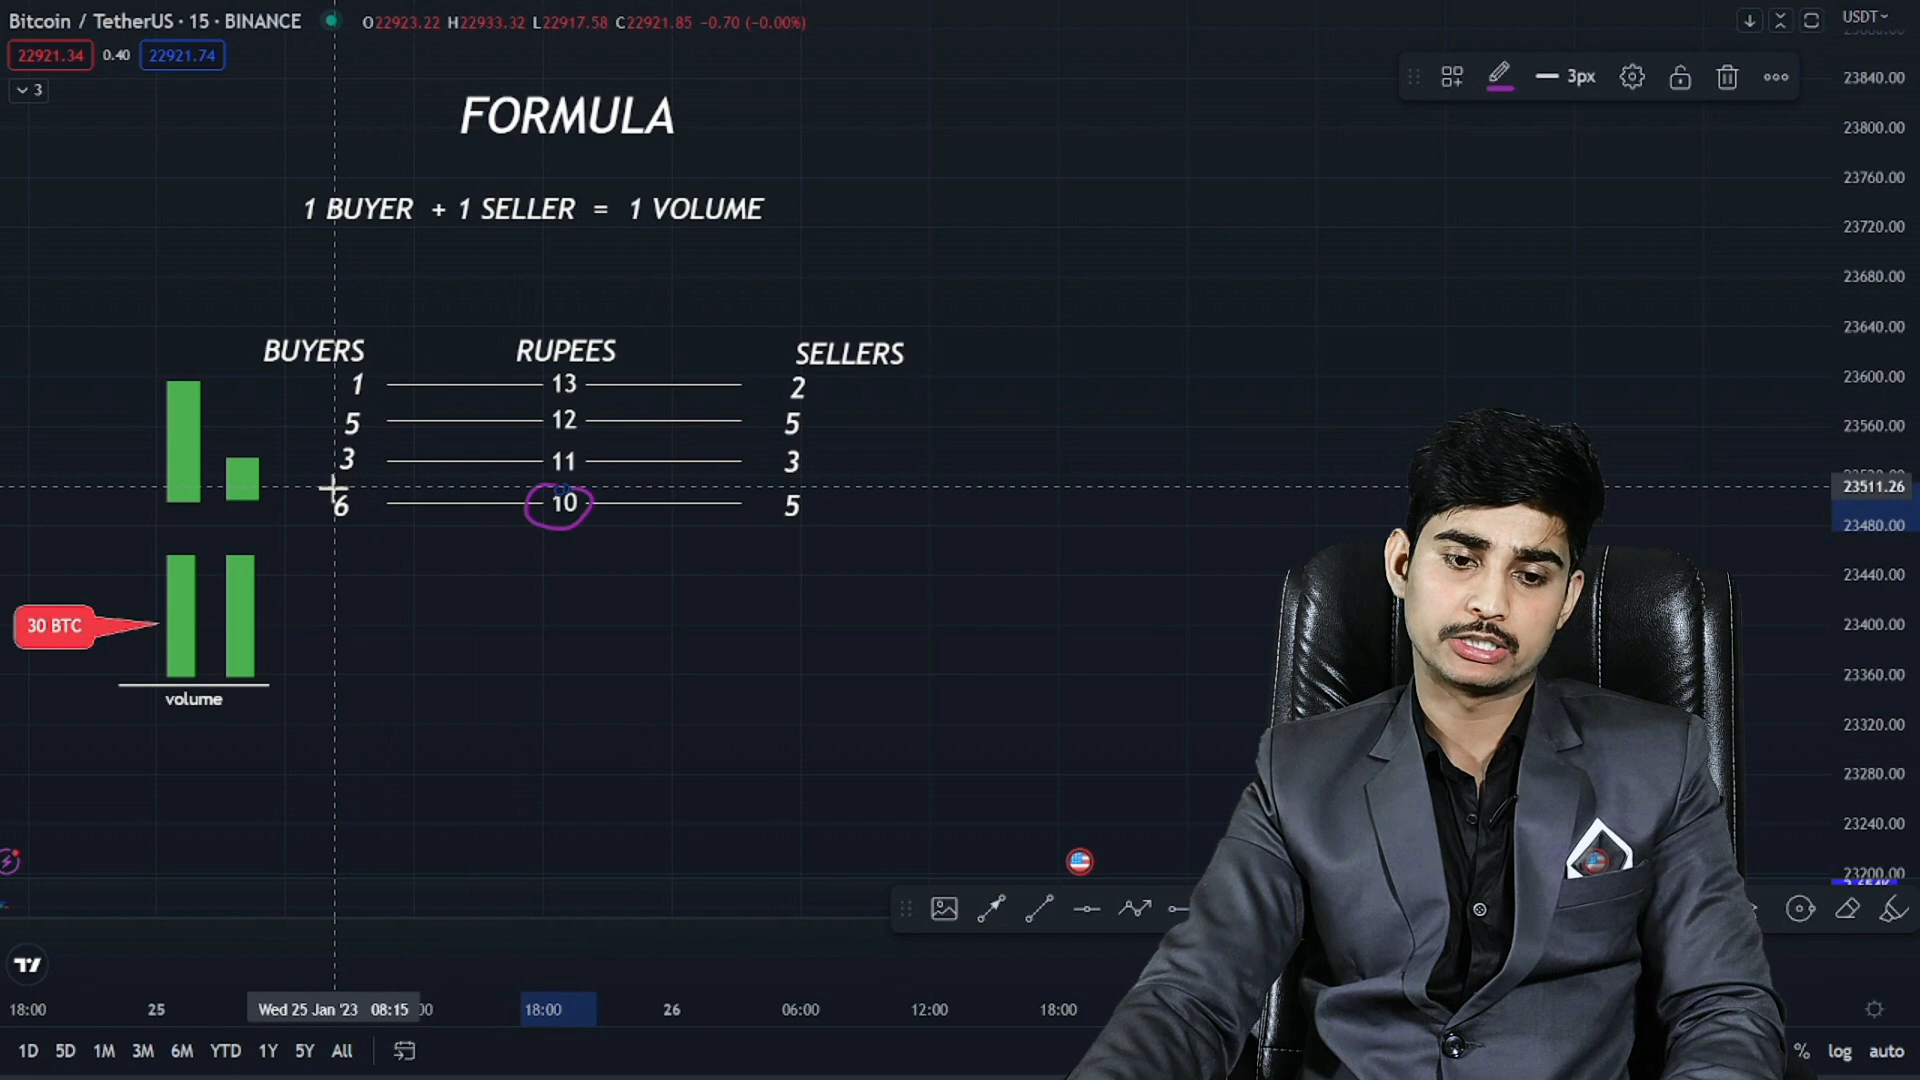 Bitcoin / TetherUS · 15 · BINANCE O22923.22 H22933.32 L22917.58 C22921.85 −0.70 (−0.00%)
USDT
22921.34 0.40 22921.74
3
3px
FORMULA
1 BUYER + 1 SELLER = 1 VOLUME
BUYERS RUPEES SELLERS
1 13 2
5 12 5
3 11 3
6 10 5
30 BTC
volume
23840.00
23800.00
23760.00
23720.00
23680.00
23640.00
23600.00
23560.00
23511.26
23480.00
23440.00
23400.00
23360.00
23320.00
23280.00
23240.00
23200.00
18:00 25 Wed 25 Jan '23 08:15 18:00 26 06:00 12:00 18:00
1D 5D 1M 3M 6M YTD 1Y 5Y All
% log auto